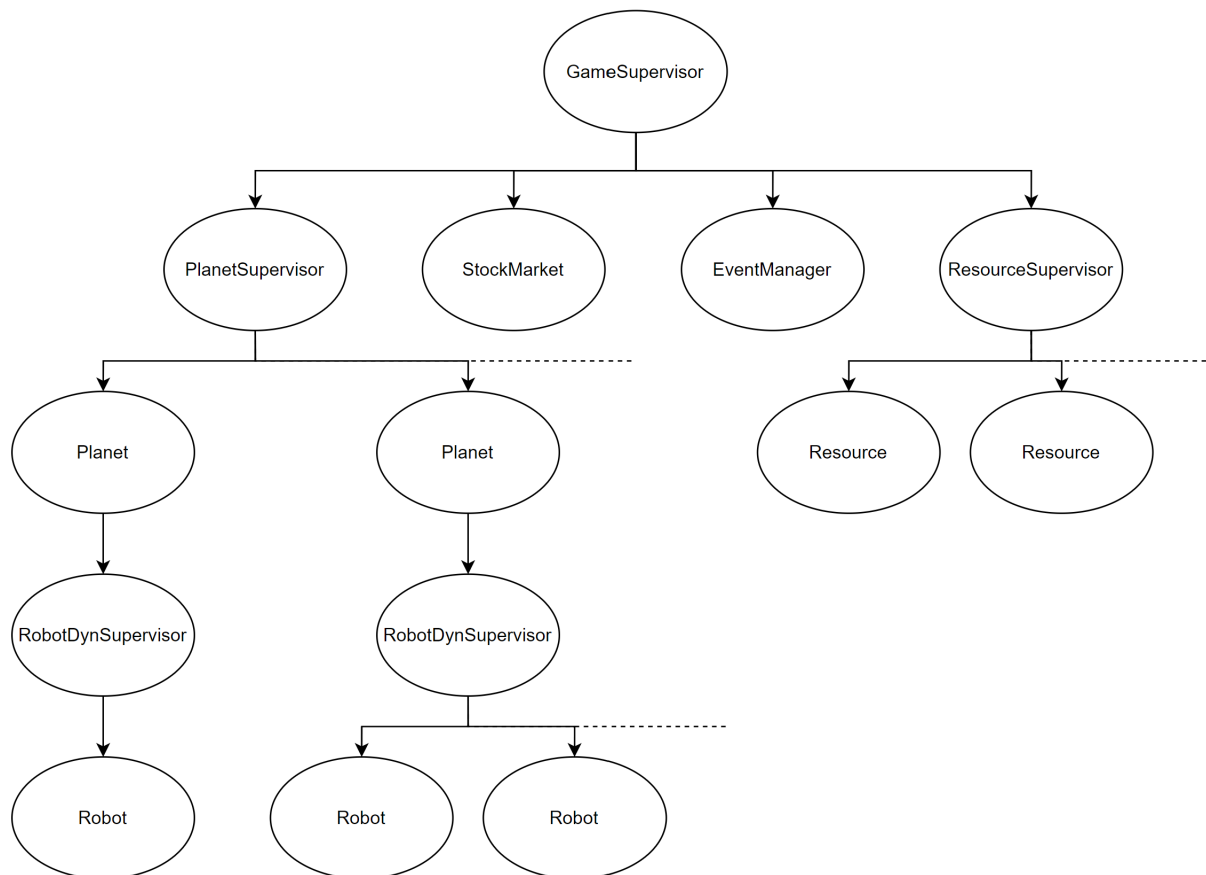 GameSupervisor
PlanetSupervisor
StockMarket
EventManager
ResourceSupervisor
Planet
Planet
Resource
Resource
RobotDynSupervisor
RobotDynSupervisor
Robot
Robot
Robot